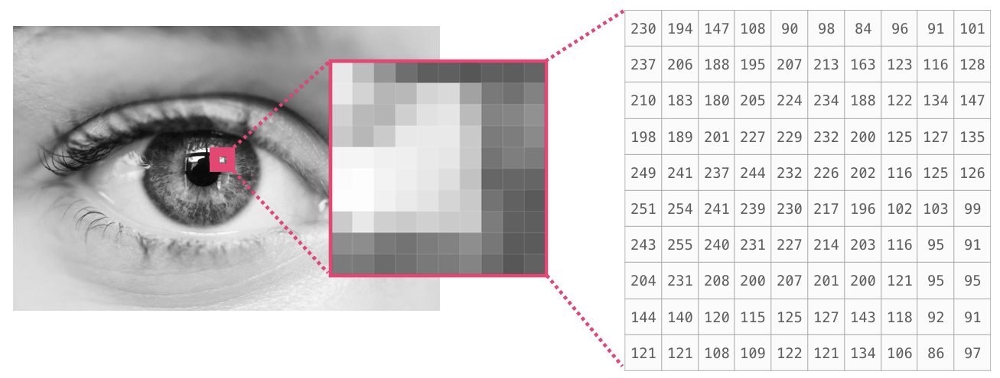 230 194 147 108 90 98 84 96 91 101
237 206 188 195 207 213 163 123 116 128
210 183 180 205 224 234 188 122 134 147
198 189 201 227 229 232 200 125 127 135
249 241 237 244 232 226 202 116 125 126
251 254 241 239 230 217 196 102 103 99
243 255 240 231 227 214 203 116 95 91
204 231 208 200 207 201 200 121 95 95
144 140 120 115 125 127 143 118 92 91
121 121 108 109 122 121 134 106 86 97